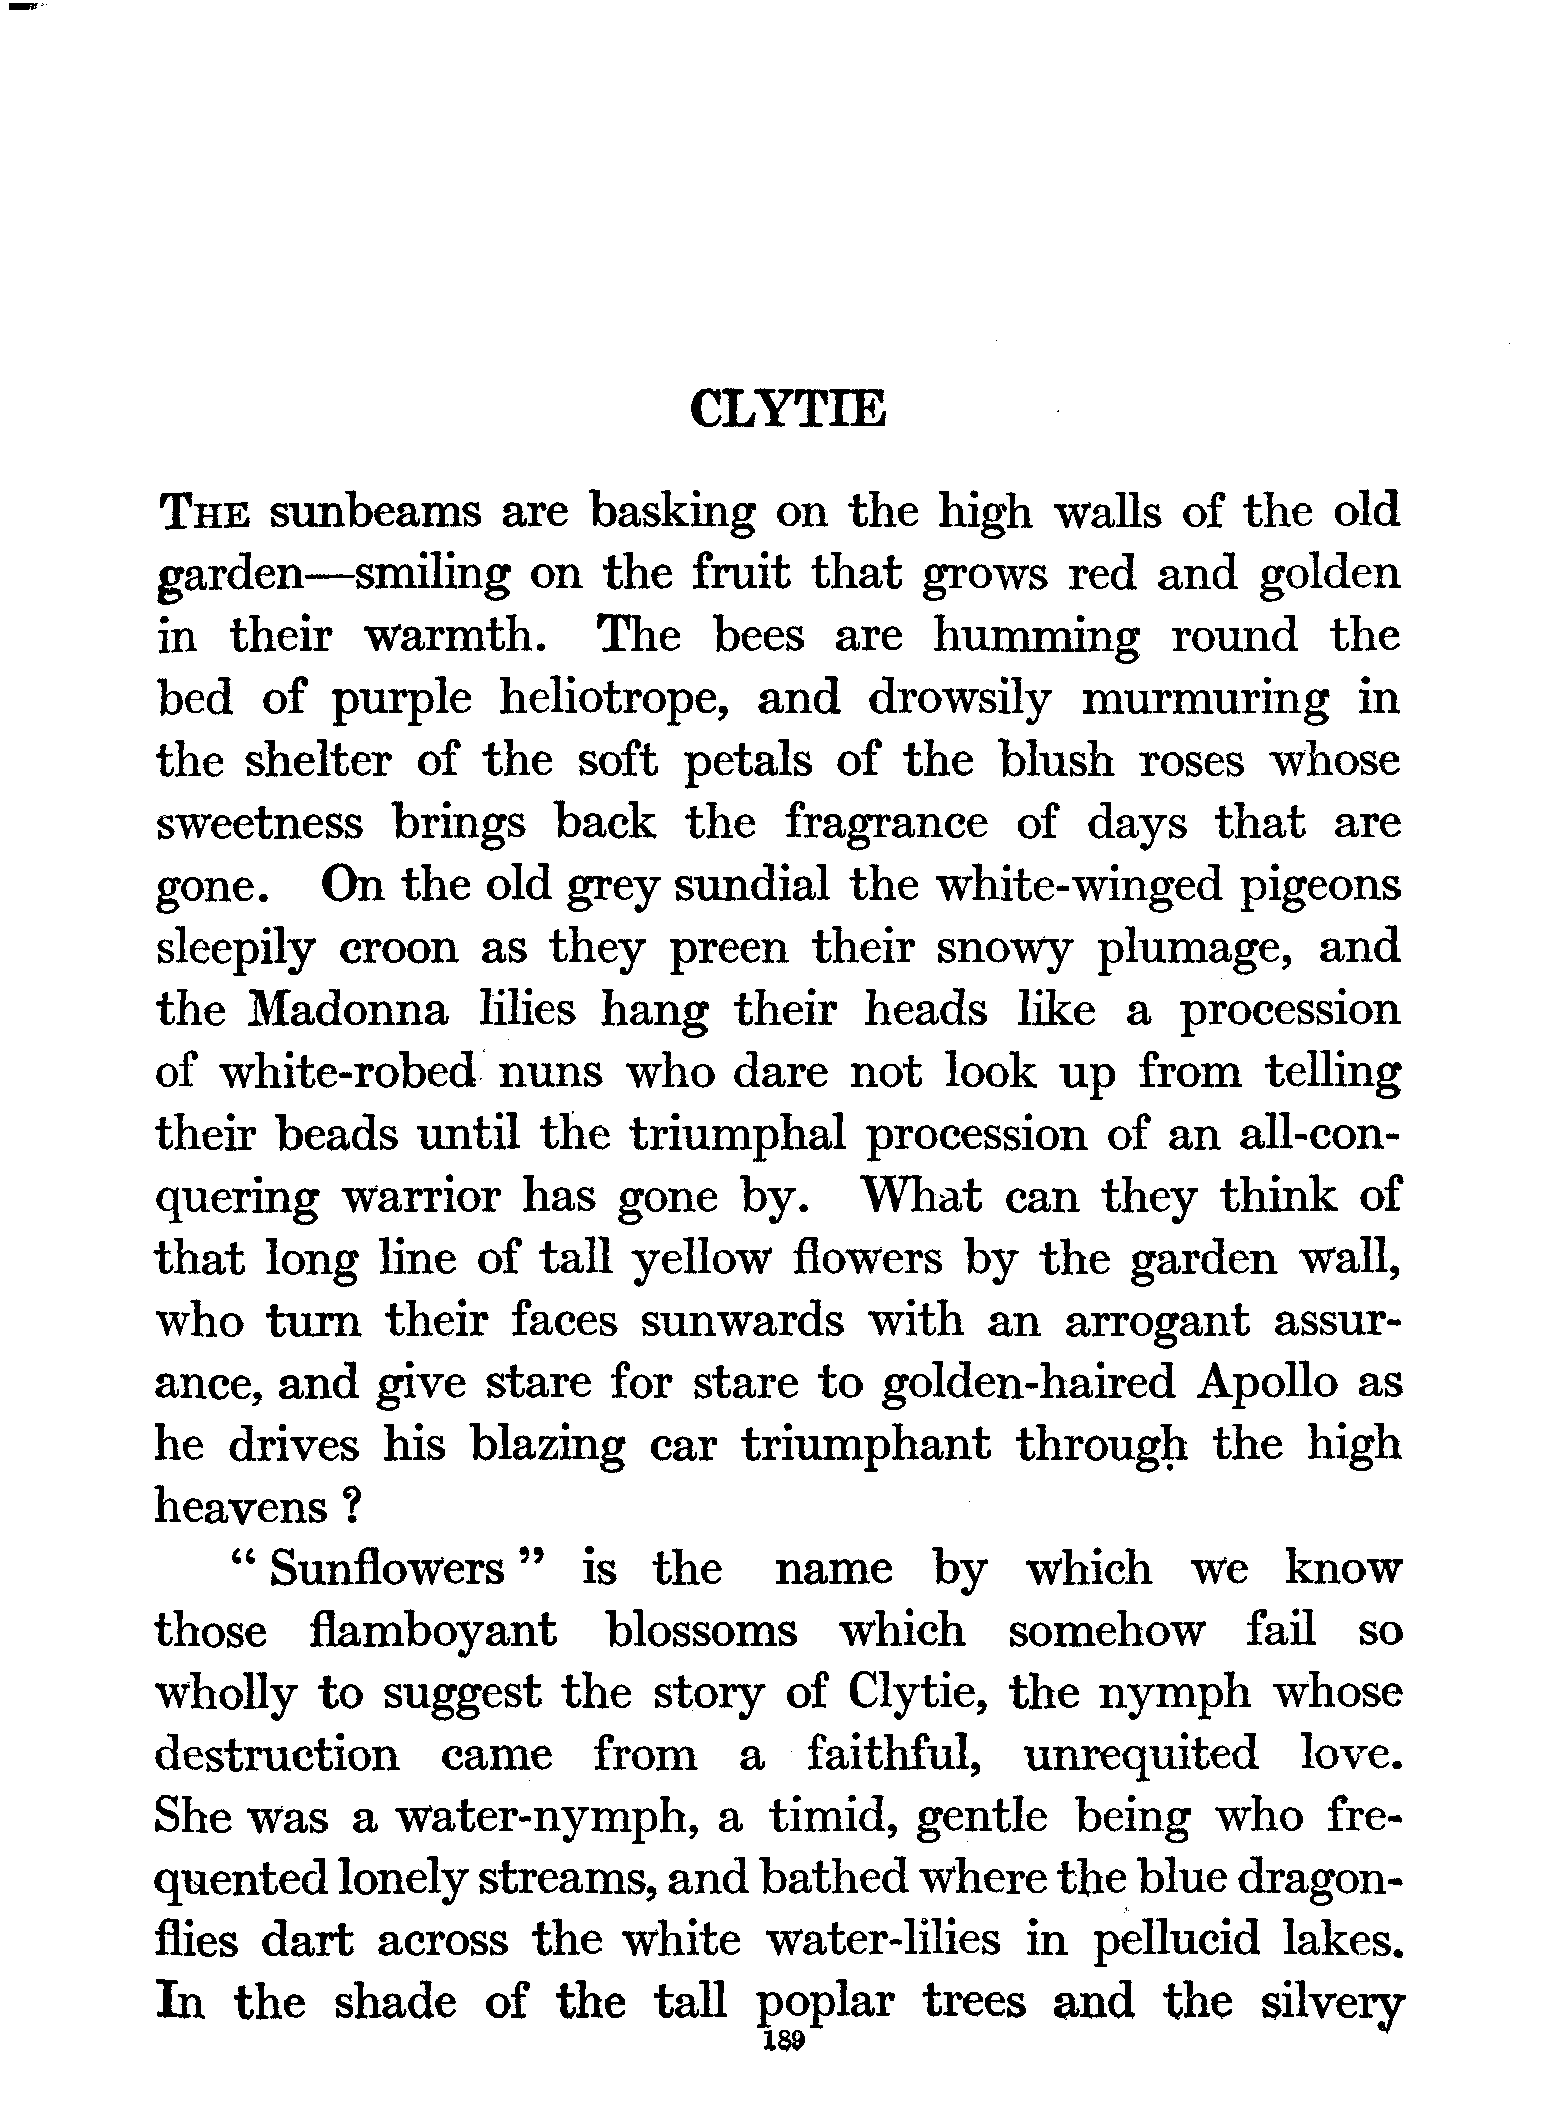 CLYTIE
THE sunbeams are basking on the high walls of the old
garden—smiling on the fruit that grows red and golden
in their warmth. The bees are humming round the
bed of purple heliotrope, and drowsily murmuring in
the shelter of the soft petals of the blush roses whose
sweetness brings back the fragrance of days that are
gone. On the old grey sundial the white-winged pigeons
sleepily croon as they preen their snowy plumage, and
the Madonna lilies hang their heads like a procession
of white-robed nuns who dare not look up from telling
their beads until the triumphal procession of an all-con-
quering warrior has gone by. What can they think of
that long line of tall yellow flowers by the garden wall,
who turn their faces sunwards with an arrogant assur-
ance, and give stare for stare to golden-haired Apollo as
he drives his blazing car triumphant through the high
heavens ?
“ Sunflowers ” is the name by which we know
those flamboyant blossoms which somehow fail so
wholly to suggest the story of Clytie, the nymph whose
destruction came from a faithful, unrequited love.
She was a water-nymph, a timid, gentle being who fre-
quented lonely streams, and bathed where the blue dragon-
flies dart across the white water-lilies in pellucid lakes.
In the shade of the tall poplar trees and the silvery
189